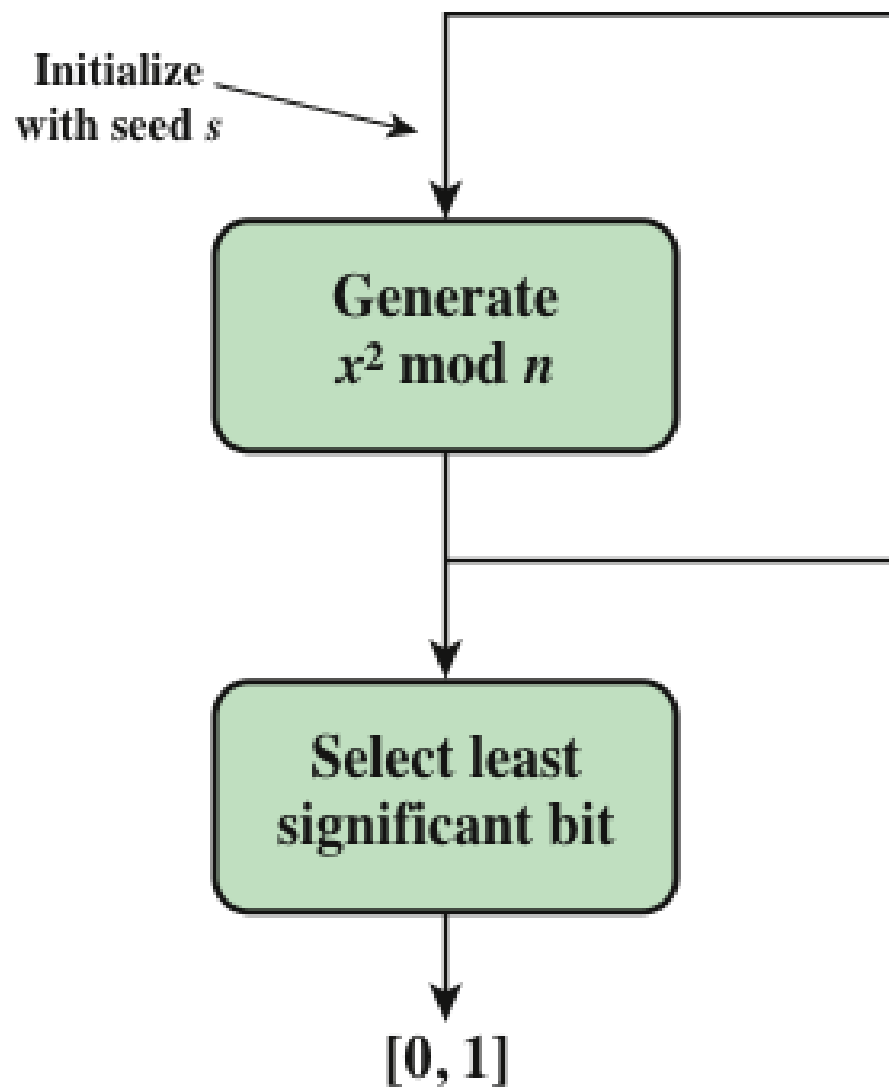 Initialize
with seed s
Generate
x² mod n
Select least
significant bit
[0, 1]